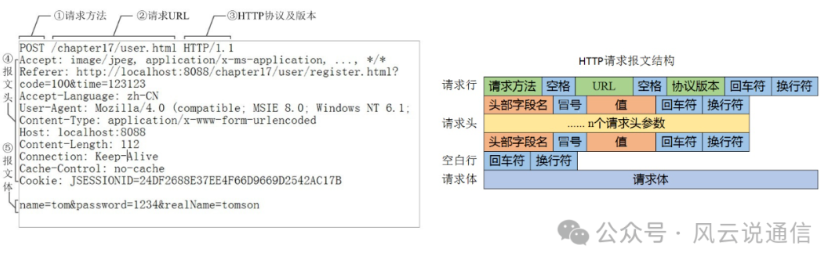 ①请求方法 ②请求URL ③HTTP协议及版本
POST /chapter17/user.html HTTP/1.1
④报文头
Accept: image/jpeg, application/x-ms-application, ..., */*
Referer: http://localhost:8088/chapter17/user/register.html?
code=100&time=123123
Accept-Language: zh-CN
User-Agent: Mozilla/4.0 (compatible; MSIE 8.0; Windows NT 6.1;
Content-Type: application/x-www-form-urlencoded
Host: localhost:8088
Content-Length: 112
Connection: Keep-Alive
Cache-Control: no-cache
Cookie: JSESSIONID=24DF2688E37EE4F66D9669D2542AC17B
⑤报文体
name=tom&password=1234&realName=tomson
HTTP请求报文结构
请求行 请求方法 空格 URL 空格 协议版本 回车符 换行符
头部字段名 冒号 值 回车符 换行符
请求头 ...... n个请求头参数
头部字段名 冒号 值 回车符 换行符
空白行 回车符 换行符
请求体 请求体
公众号 · 风云说通信